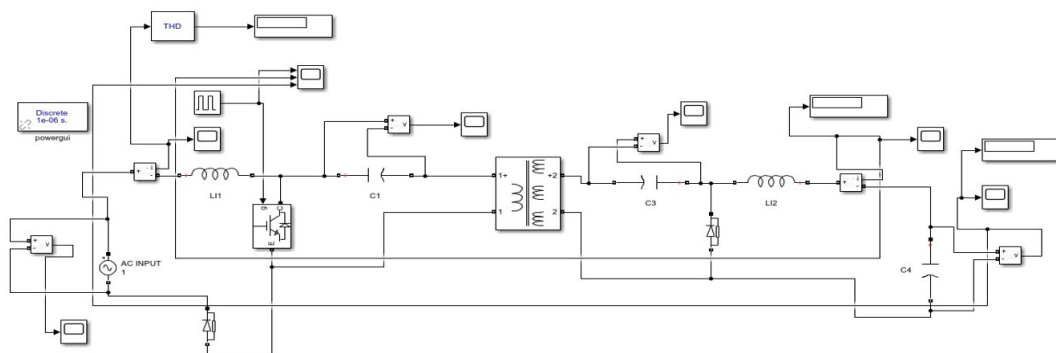 THD
Discrete
1e-06 s.
powergui
LI1
C1
1+
1
+2
2
C3
LI2
C4
AC INPUT
1
g
C
E
+
-
v
+
-
v
+
-
v
+
-
v
+
-
i
+
-
i